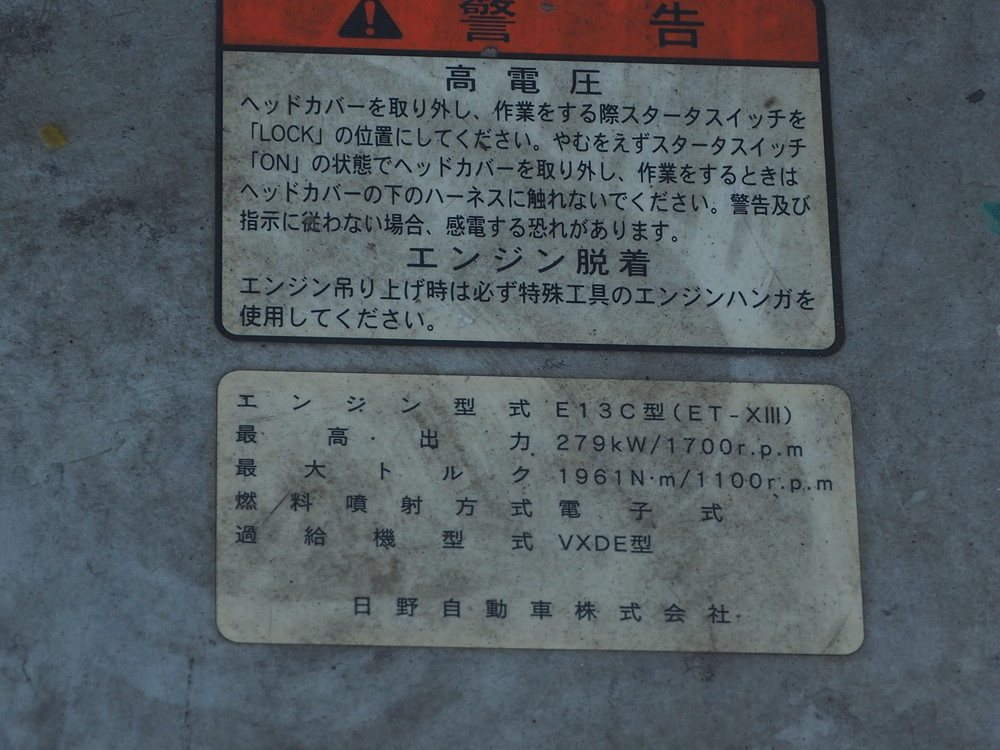 警告
高電圧
ヘッドカバーを取り外し、作業をする際スタータスイッチを
「LOCK」の位置にしてください。やむをえずスタータスイッチ
「ON」の状態でヘッドカバーを取り外し、作業をするときは
ヘッドカバーの下のハーネスに触れないでください。警告及び
指示に従わない場合、感電する恐れがあります。
エンジン脱着
エンジン吊り上げ時は必ず特殊工具のエンジンハンガを
使用してください。
エンジン型式 E13C型(ET-XIII)
最高出力 279kW/1700r.p.m
最大トルク 1961N·m/1100r.p.m
燃料噴射方式 電子式
過給機型式 VXDE型
日野自動車株式会社